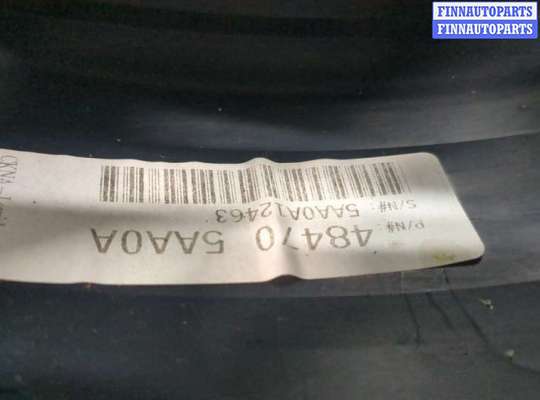 FINNAUTOPARTS
FINNAUTOPARTS
P/N#:
48470 5AA0A
S/N#: 5AA0A12463